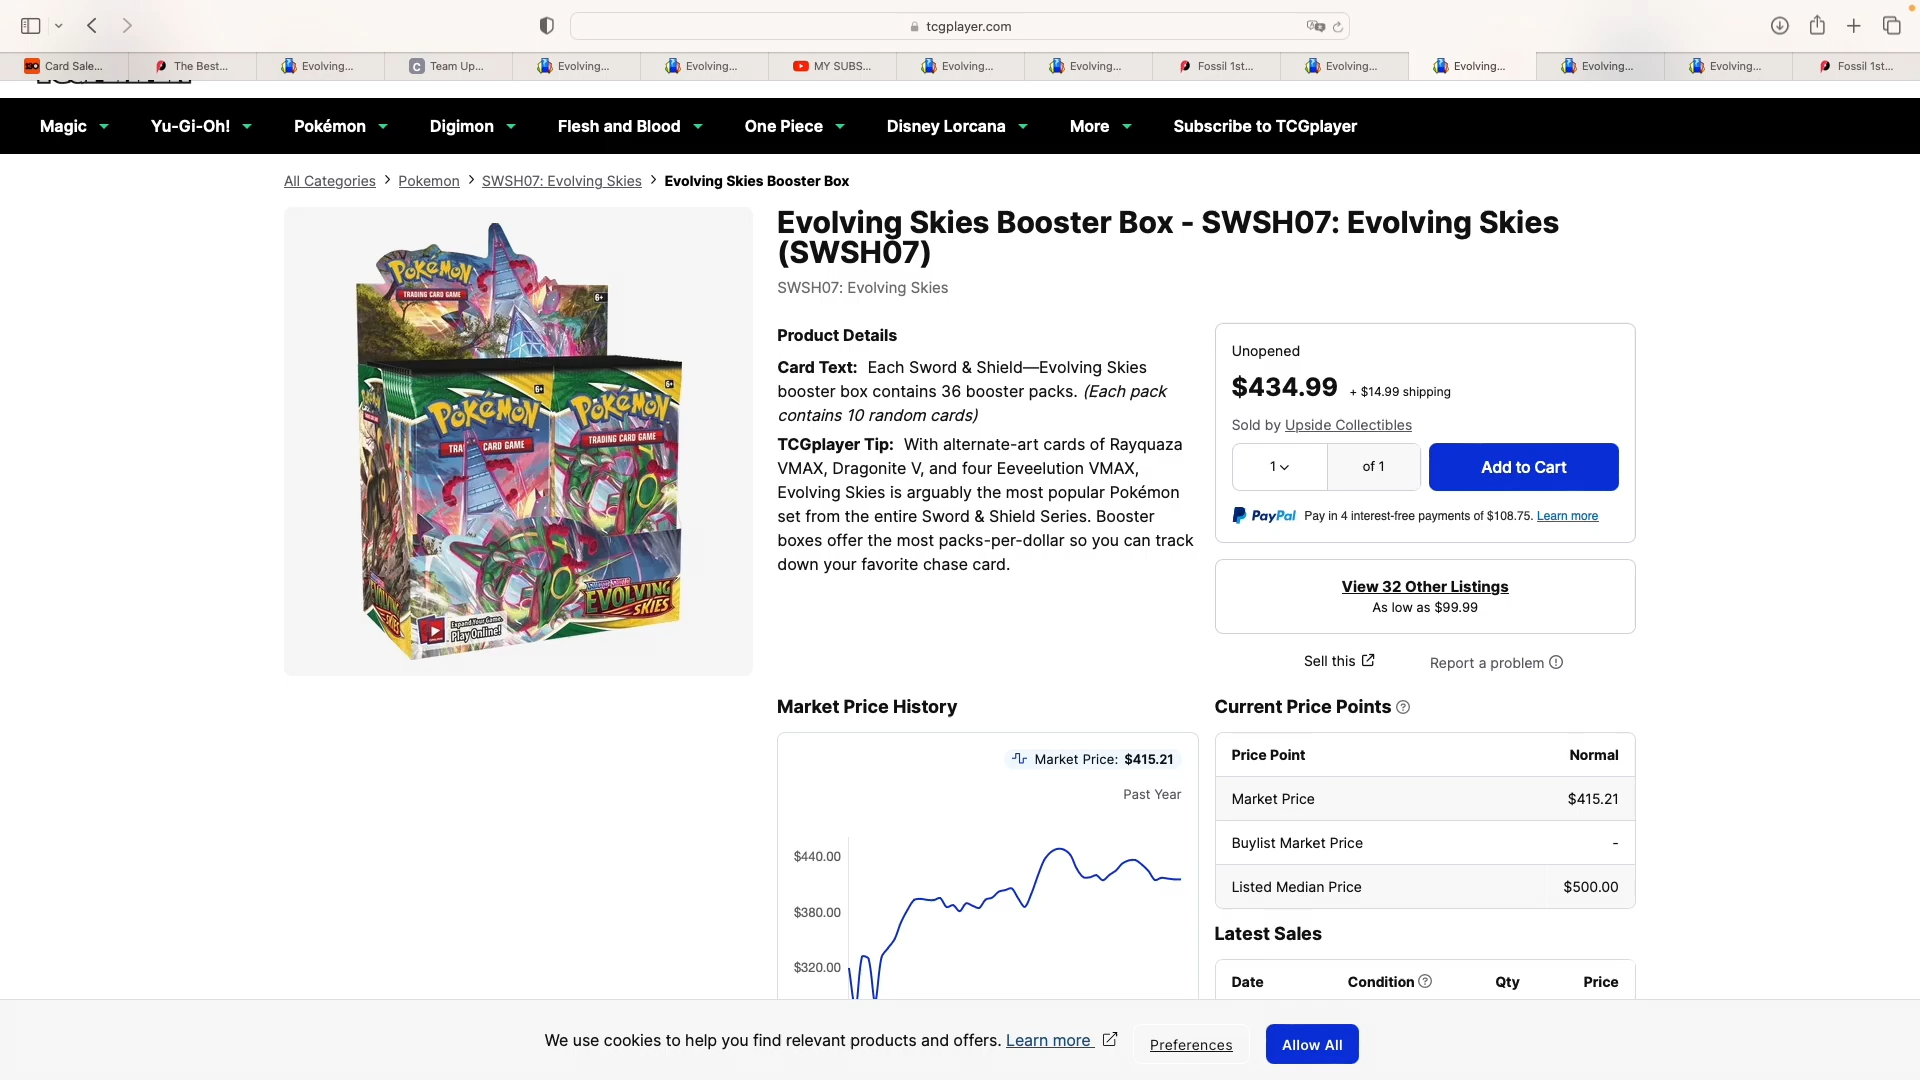 tcgplayer.com
Card Sale...
The Best...
Evolving...
Team Up...
Evolving...
Evolving...
MY SUBS...
Evolving...
Evolving...
Fossil 1st...
Evolving...
Evolving...
Evolving...
Evolving...
Fossil 1st...
Magic
Yu-Gi-Oh!
Pokémon
Digimon
Flesh and Blood
One Piece
Disney Lorcana
More
Subscribe to TCGplayer
All Categories > Pokemon > SWSH07: Evolving Skies > Evolving Skies Booster Box
POKéMON
TRADING CARD GAME
6+
6+
6+
POKéMON
TRA
CARD GAME
POKéMON
TRADING CARD GAME
EVOLVING
SKIES
EVOLVING
SKIES
Expand Your Game.
Play Online!
Evolving Skies Booster Box - SWSH07: Evolving Skies
(SWSH07)
SWSH07: Evolving Skies
Product Details
Card Text: Each Sword & Shield—Evolving Skies
booster box contains 36 booster packs. (Each pack
contains 10 random cards)
TCGplayer Tip: With alternate-art cards of Rayquaza
VMAX, Dragonite V, and four Eeveelution VMAX,
Evolving Skies is arguably the most popular Pokémon
set from the entire Sword & Shield Series. Booster
boxes offer the most packs-per-dollar so you can track
down your favorite chase card.
Unopened
$434.99 + $14.99 shipping
Sold by Upside Collectibles
1
of 1
Add to Cart
PayPal Pay in 4 interest-free payments of $108.75. Learn more
View 32 Other Listings
As low as $99.99
Sell this
Report a problem
Market Price History
Market Price: $415.21
Past Year
$440.00
$380.00
$320.00
Current Price Points
Price Point Normal
Market Price $415.21
Buylist Market Price -
Listed Median Price $500.00
Latest Sales
Date Condition Qty Price
We use cookies to help you find relevant products and offers. Learn more
Preferences
Allow All